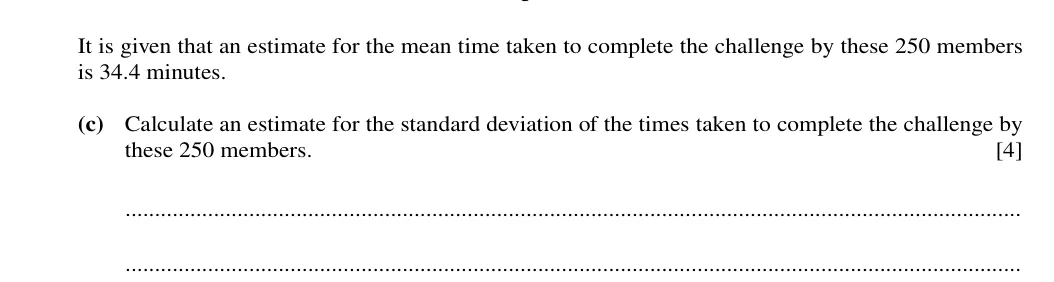 It is given that an estimate for the mean time taken to complete the challenge by these 250 members
is 34.4 minutes.
(c) Calculate an estimate for the standard deviation of the times taken to complete the challenge by
these 250 members. [4]